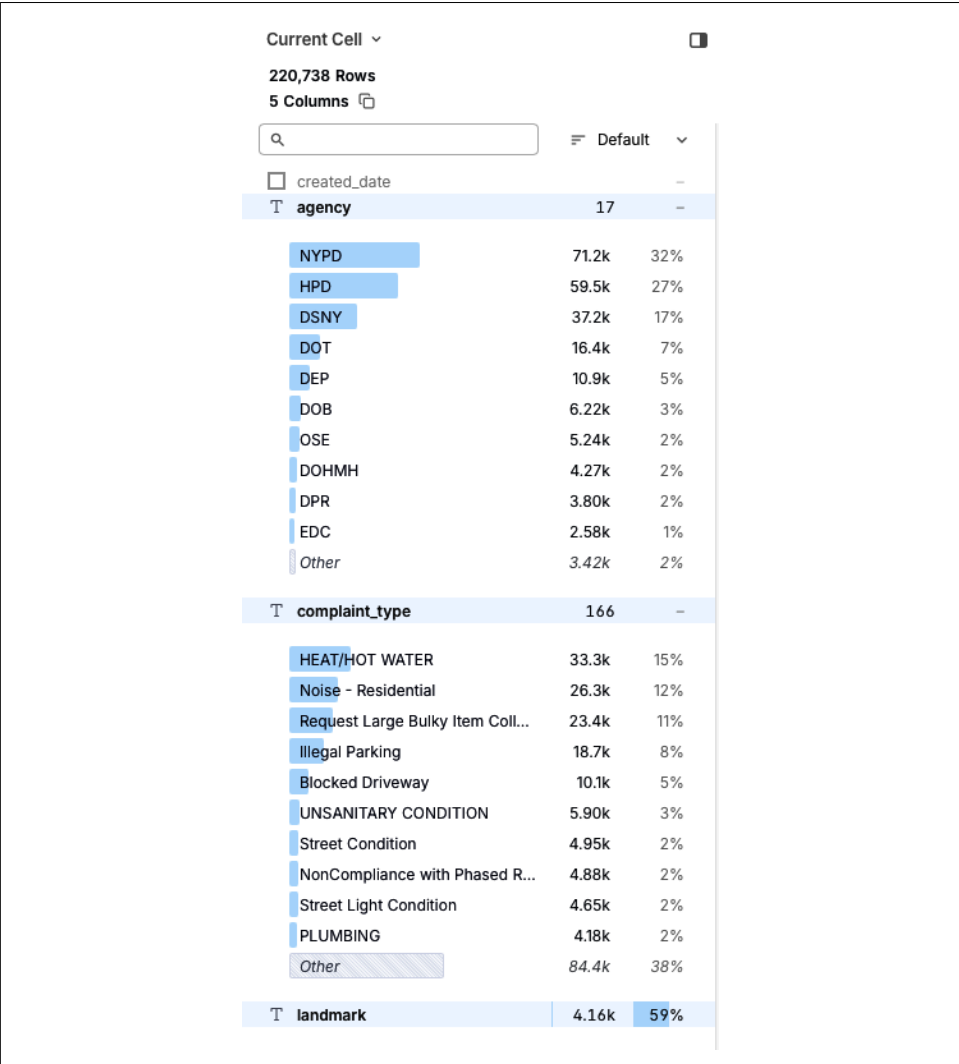 Current Cell
220,738 Rows
5 Columns
Default
created_date –
T agency 17 –
NYPD 71.2k 32%
HPD 59.5k 27%
DSNY 37.2k 17%
DOT 16.4k 7%
DEP 10.9k 5%
DOB 6.22k 3%
OSE 5.24k 2%
DOHMH 4.27k 2%
DPR 3.80k 2%
EDC 2.58k 1%
Other 3.42k 2%
T complaint_type 166 –
HEAT/HOT WATER 33.3k 15%
Noise - Residential 26.3k 12%
Request Large Bulky Item Coll... 23.4k 11%
Illegal Parking 18.7k 8%
Blocked Driveway 10.1k 5%
UNSANITARY CONDITION 5.90k 3%
Street Condition 4.95k 2%
NonCompliance with Phased R... 4.88k 2%
Street Light Condition 4.65k 2%
PLUMBING 4.18k 2%
Other 84.4k 38%
T landmark 4.16k 59%